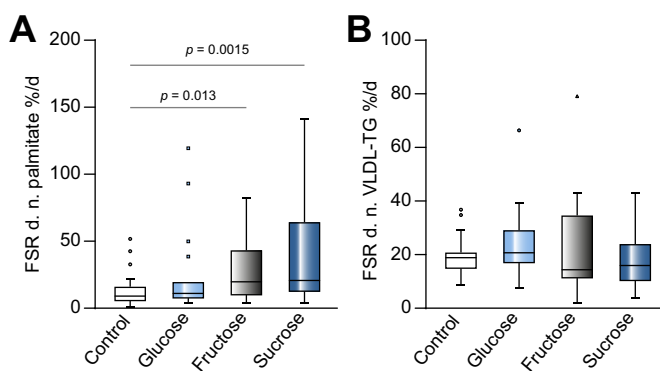 A
FSR d. n. palmitate %/d
200
150
100
50
0
p = 0.0015
p = 0.013
Control
Glucose
Fructose
Sucrose
B
FSR d. n. VLDL-TG %/d
100
80
60
40
20
0
Control
Glucose
Fructose
Sucrose